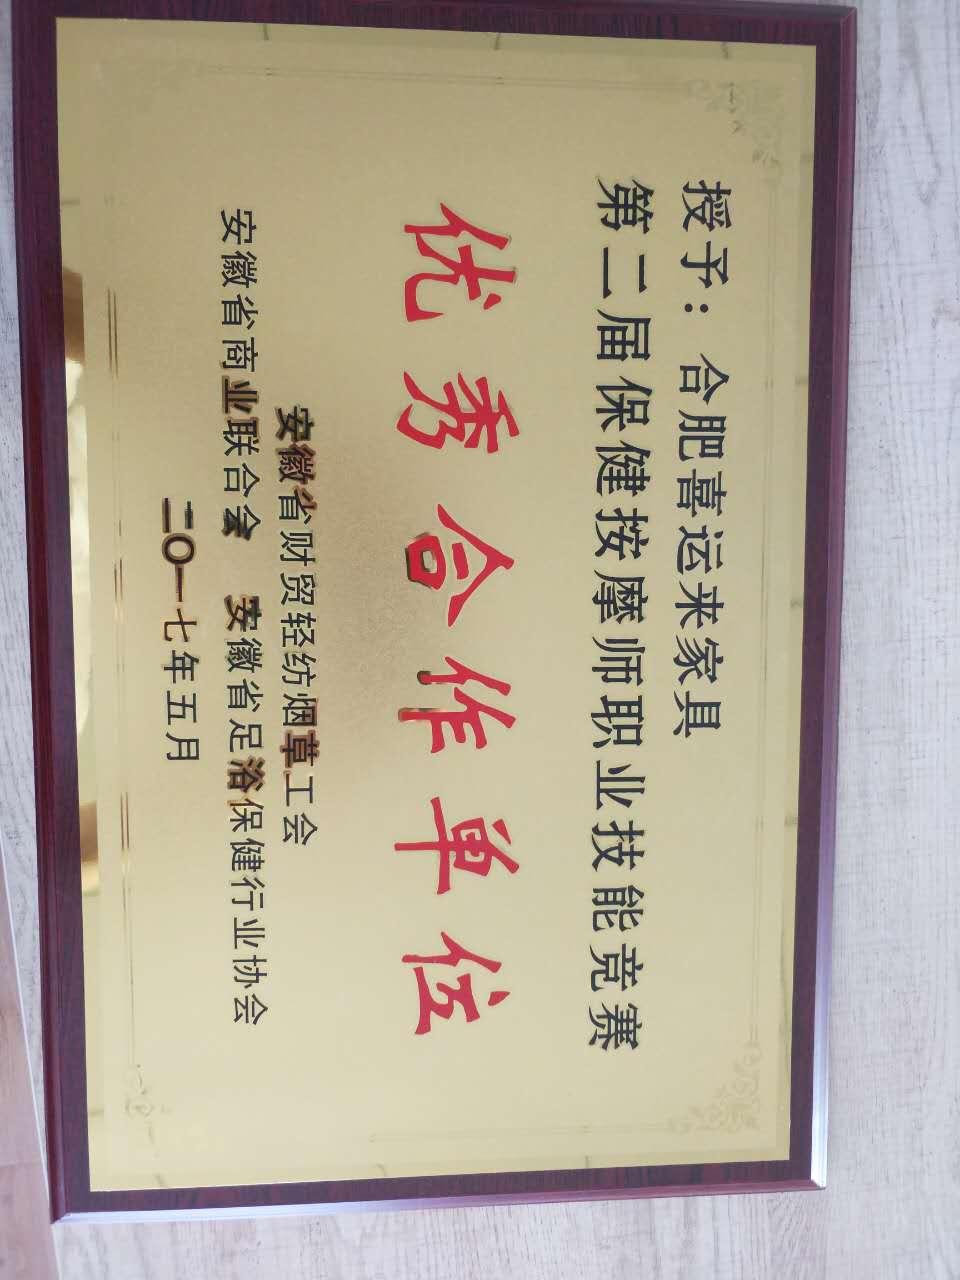 授予：合肥喜运来家具
第二届保健按摩师职业技能竞赛
优秀合作单位
安徽省财贸轻纺烟草工会
安徽省商业联合会 安徽省足浴保健行业协会
二〇一七年五月